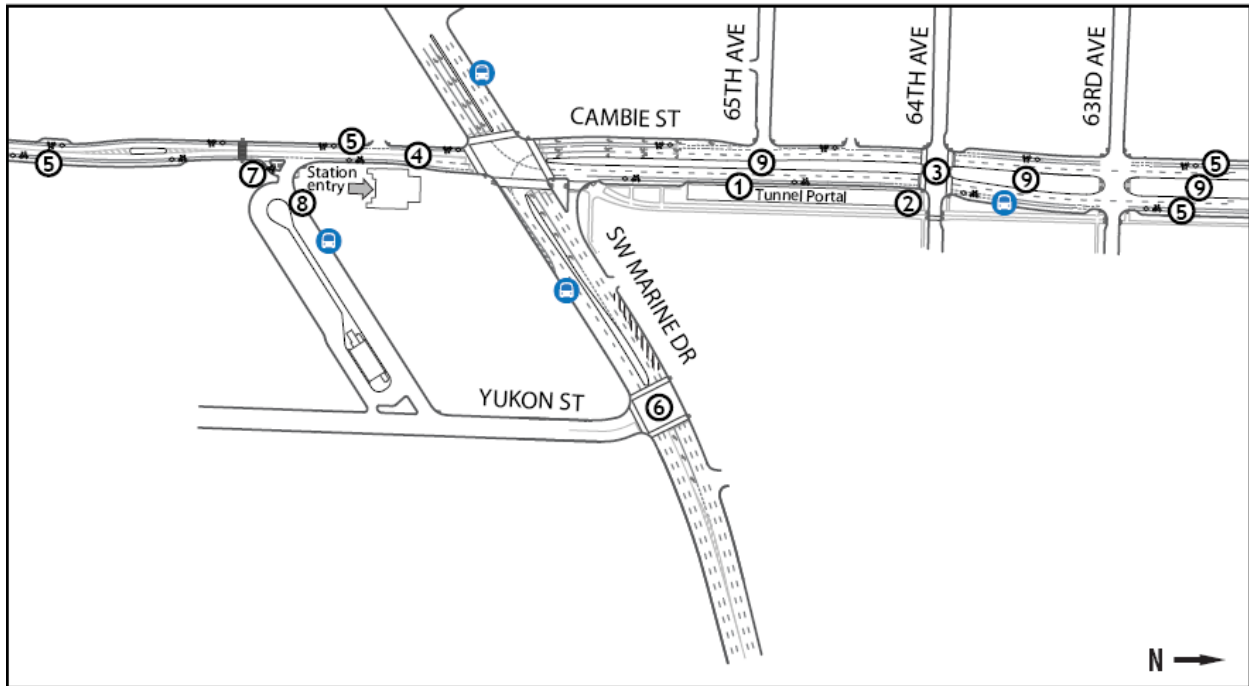 65TH AVE
64TH AVE
63RD AVE
CAMBIE ST
5
5
4
9
3
9
5
9
7
Station
entry
8
1
Tunnel Portal
2
5
SW MARINE DR
YUKON ST
6
N